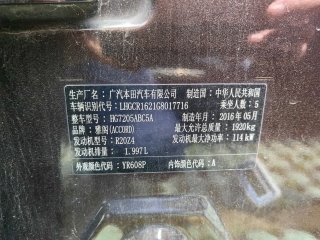 生产厂名：广汽本田汽车有限公司 制造国：中华人民共和国
车辆识别代号：LHGCR1621G8017716 乘坐人数：5
整车型号：HG7205ABC5A 制造年月：2016年05月
品牌：雅阁(ACCORD) 最大允许总质量：1920kg
发动机型号：R20Z4 发动机最大净功率：114kW
发动机排量：1.997L
外观颜色代码：YR608P 内饰颜色代码：A